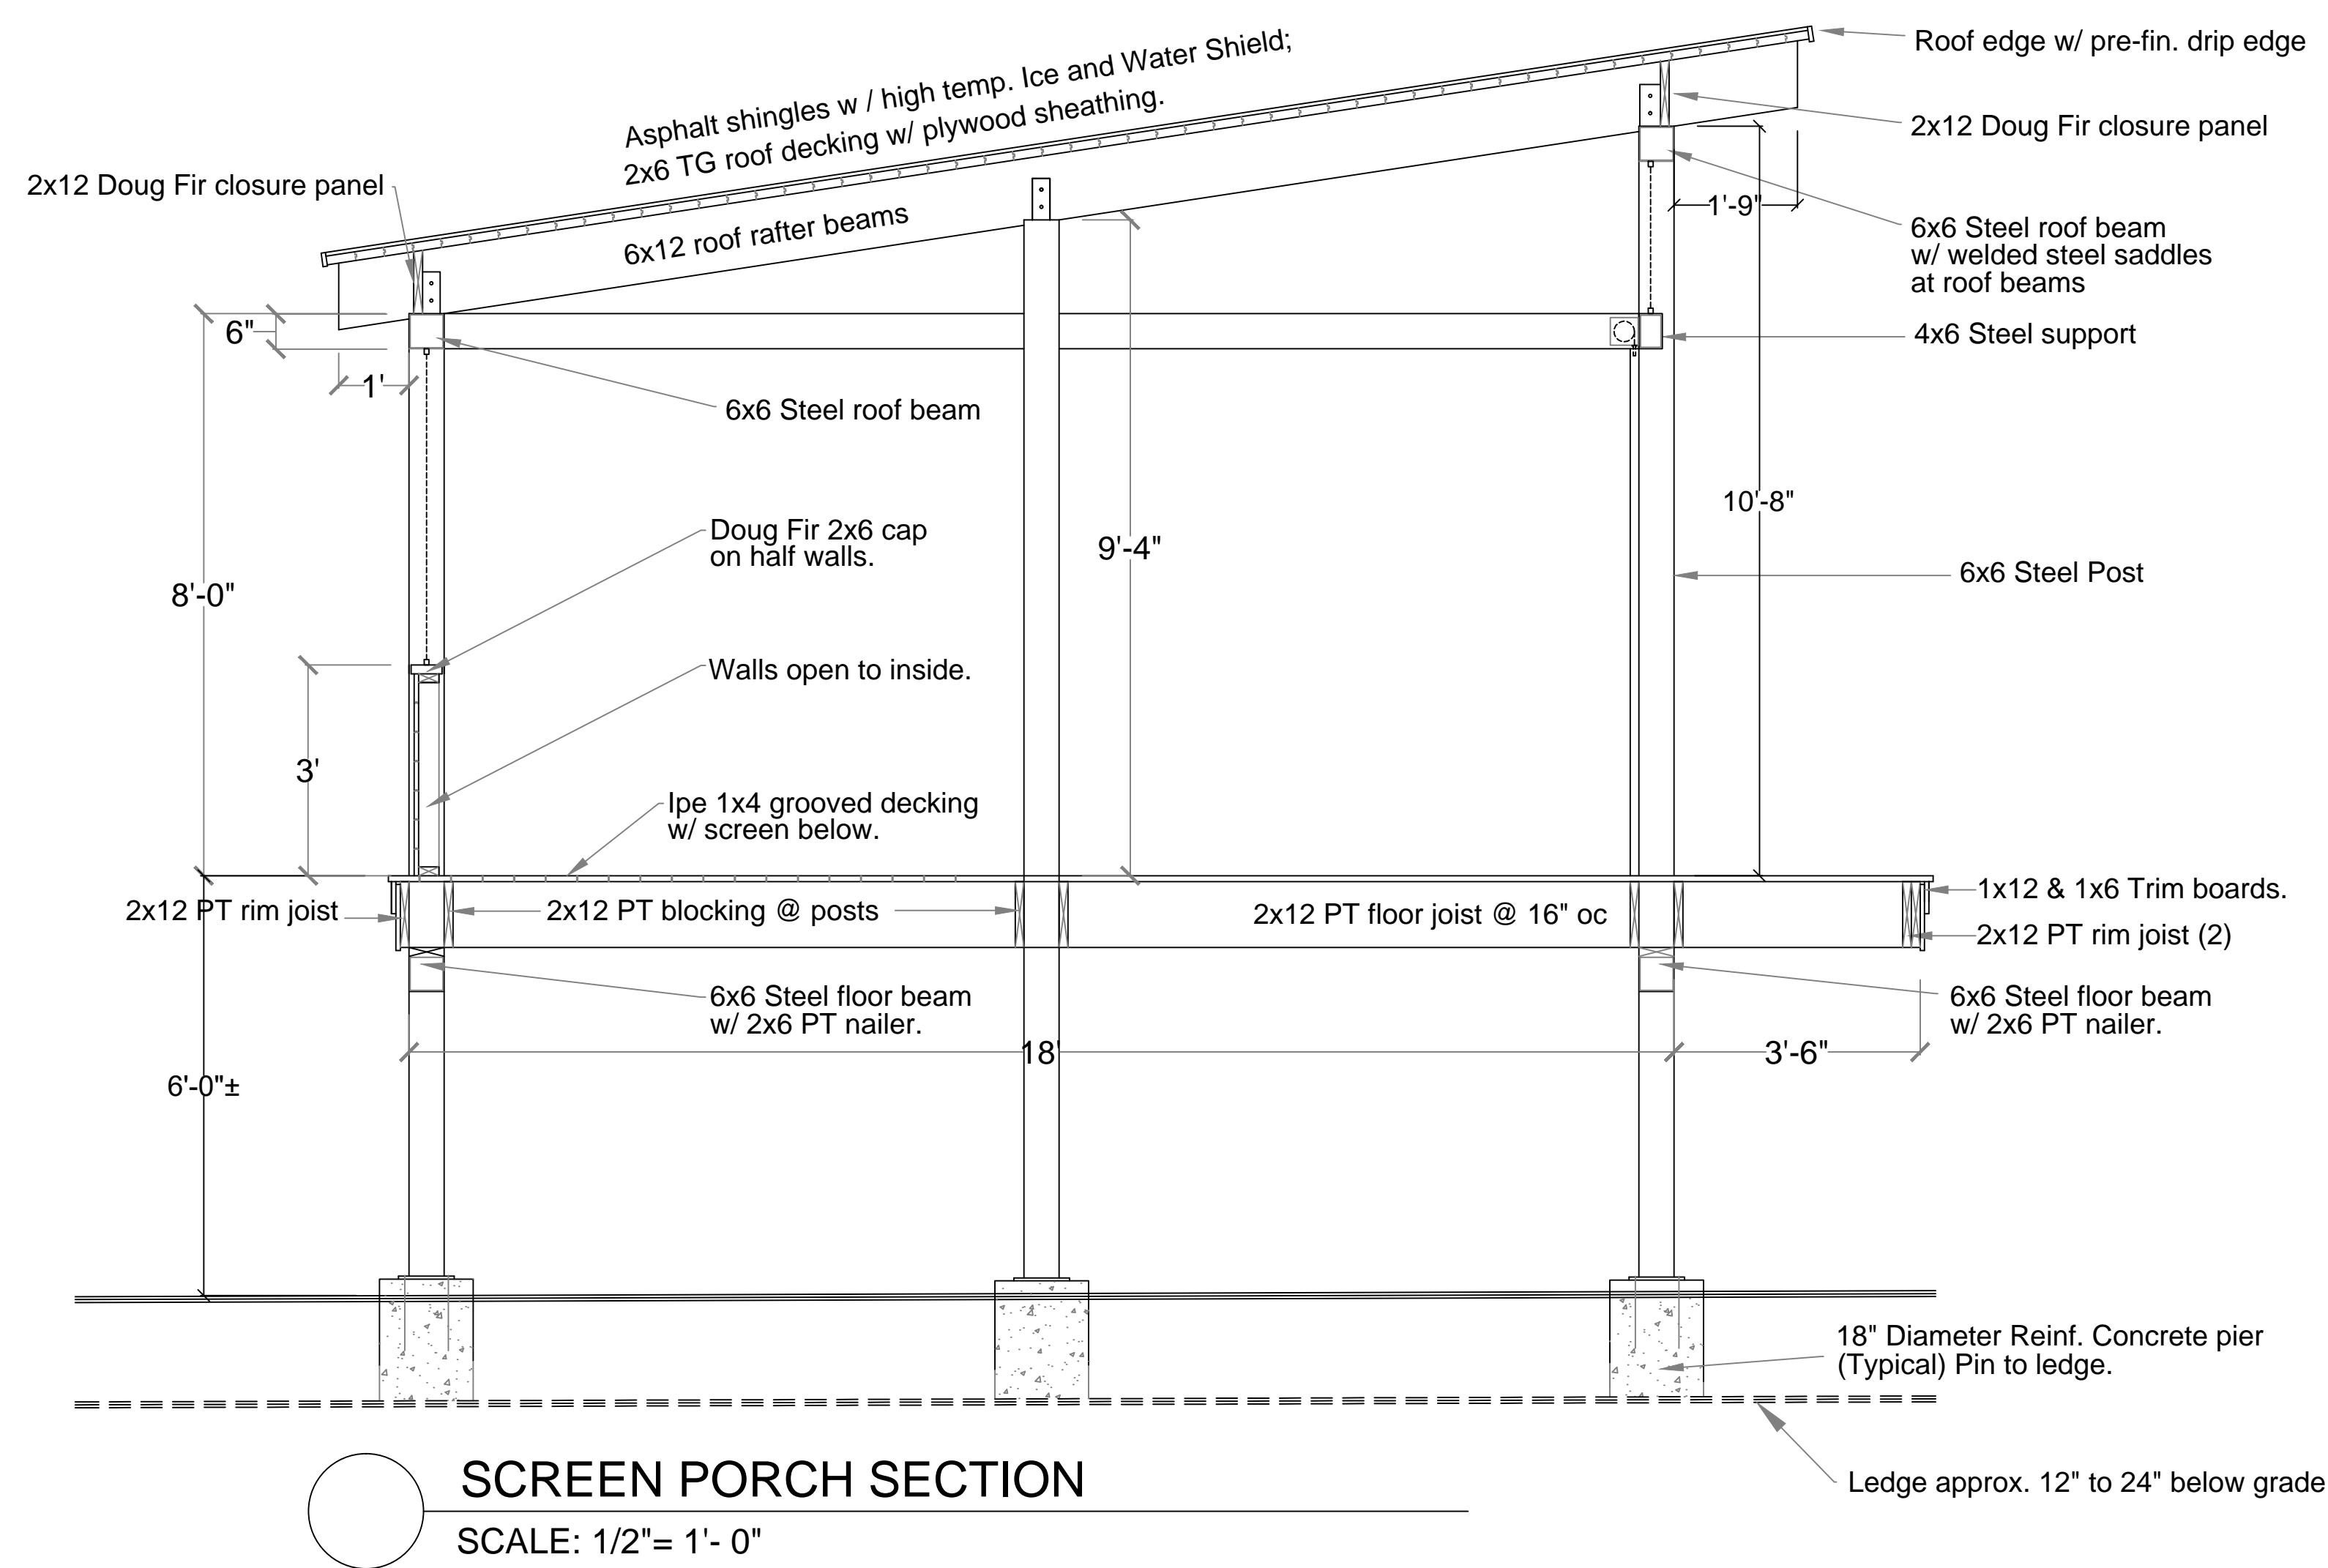 Asphalt shingles w / high temp. Ice and Water Shield;
2x6 TG roof decking w/ plywood sheathing.
Roof edge w/ pre-fin. drip edge
2x12 Doug Fir closure panel
2x12 Doug Fir closure panel
6x12 roof rafter beams
1'-9"
6x6 Steel roof beam
w/ welded steel saddles
at roof beams
6"
4x6 Steel support
1'
6x6 Steel roof beam
10'-8"
Doug Fir 2x6 cap
on half walls.
9'-4"
6x6 Steel Post
8'-0"
Walls open to inside.
3'
Ipe 1x4 grooved decking
w/ screen below.
2x12 PT rim joist
2x12 PT blocking @ posts
2x12 PT floor joist @ 16" oc
1x12 & 1x6 Trim boards.
2x12 PT rim joist (2)
6x6 Steel floor beam
w/ 2x6 PT nailer.
6x6 Steel floor beam
w/ 2x6 PT nailer.
18'
3'-6"
6'-0"±
18" Diameter Reinf. Concrete pier
(Typical) Pin to ledge.
Ledge approx. 12" to 24" below grade
SCREEN PORCH SECTION
SCALE: 1/2"= 1'- 0"